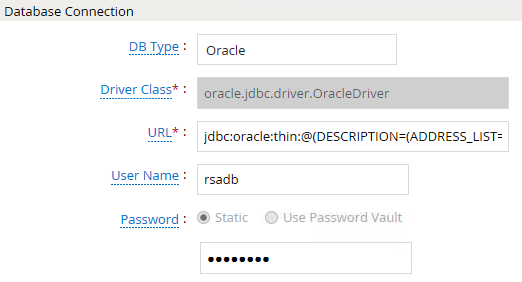 Database Connection
DB Type : Oracle
Driver Class* : oracle.jdbc.driver.OracleDriver
URL* : jdbc:oracle:thin:@(DESCRIPTION=(ADDRESS_LIST=
User Name : rsadb
Password : Static Use Password Vault
••••••••